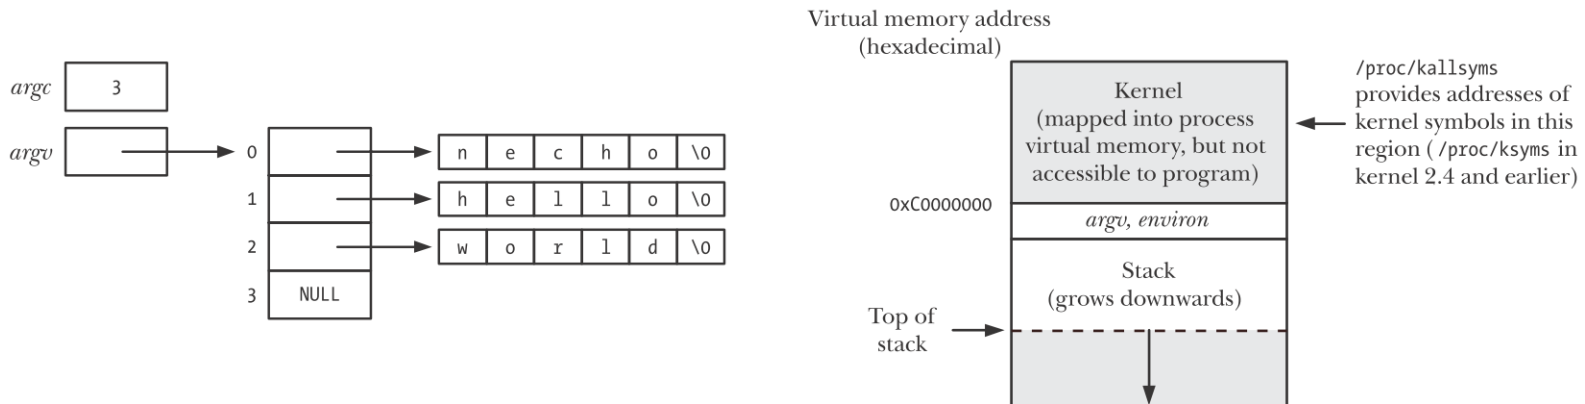 argc 3
argv
0 n e c h o \0
1 h e l l o \0
2 w o r l d \0
3 NULL
Virtual memory address
(hexadecimal)
Kernel
(mapped into process
virtual memory, but not
accessible to program)
/proc/kallsyms
provides addresses of
kernel symbols in this
region ( /proc/ksyms in
kernel 2.4 and earlier)
0xC0000000
argv, environ
Stack
(grows downwards)
Top of
stack